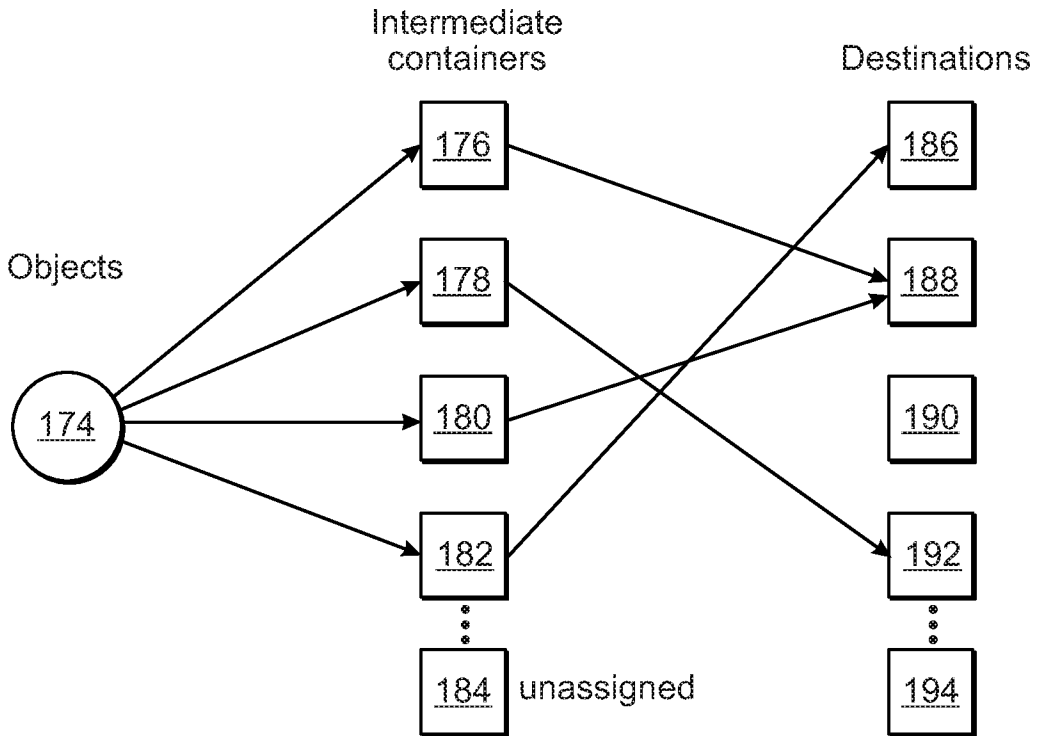 Intermediate
containers
Destinations
176
186
Objects
178
188
174
180
190
182
192
184
unassigned
194